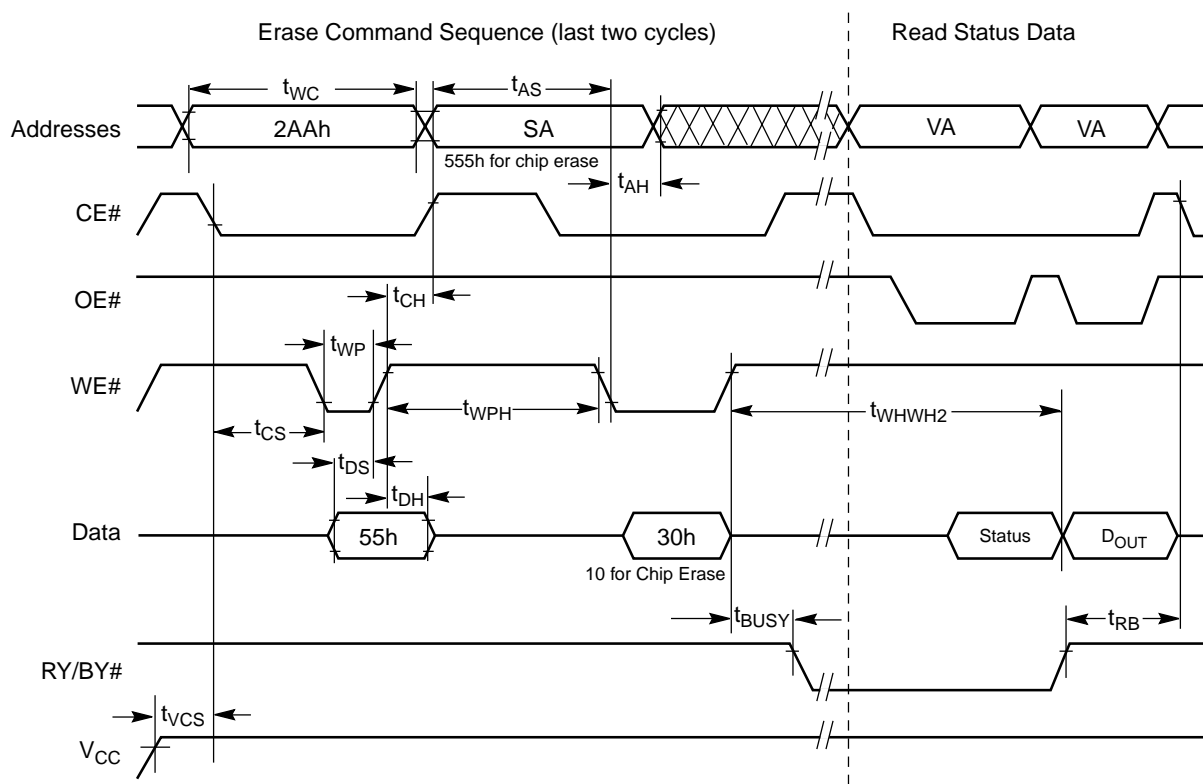 Erase Command Sequence (last two cycles)
Read Status Data
tWC
tAS
Addresses
2AAh
SA
VA
VA
555h for chip erase
tAH
CE#
OE#
tCH
tWP
WE#
tWPH
tWHWH2
tCS
tDS
tDH
Data
55h
30h
Status
DOUT
10 for Chip Erase
tBUSY
tRB
RY/BY#
tVCS
VCC